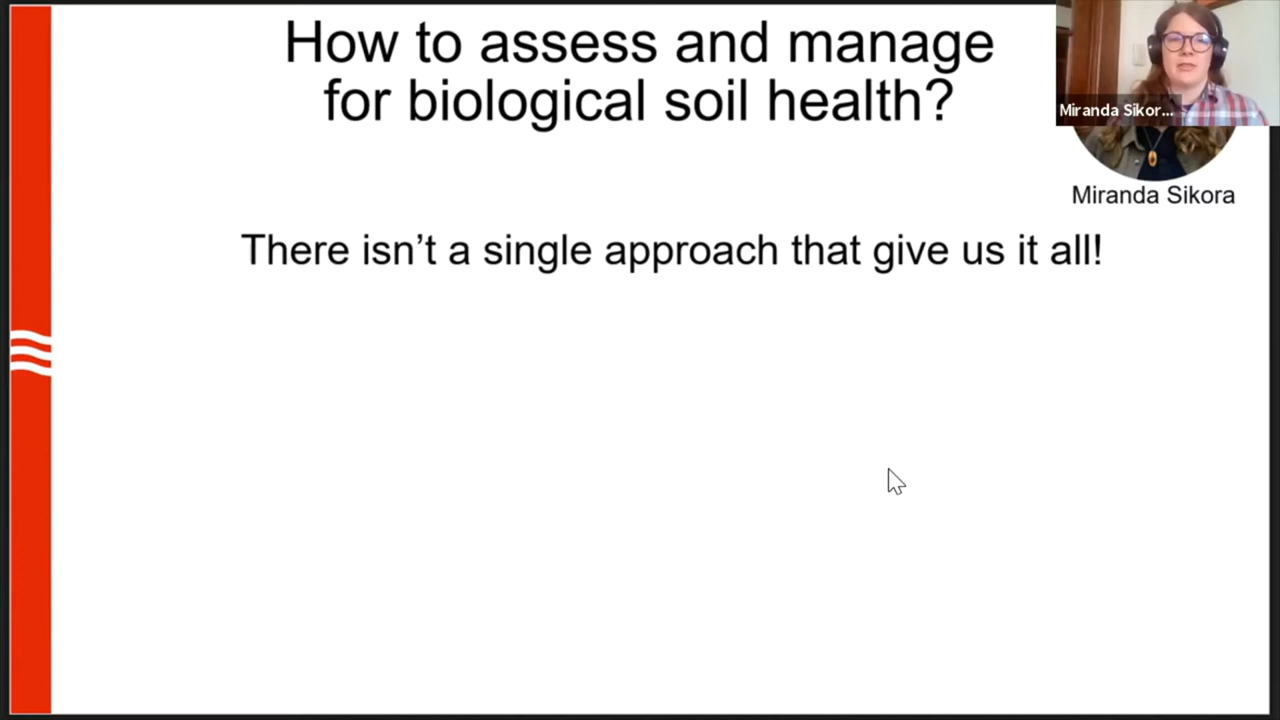 How to assess and manage
for biological soil health?
Miranda Sikor...
Miranda Sikora
There isn't a single approach that give us it all!